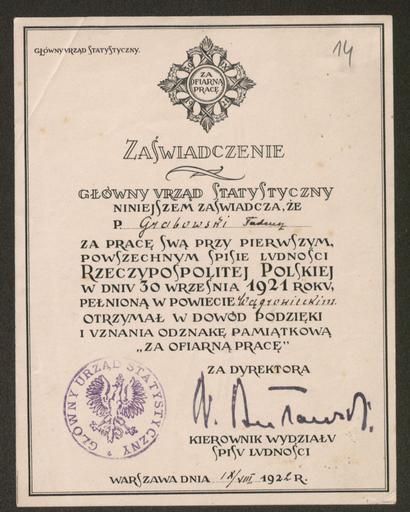 GŁÓWNY URZĄD STATYSTYCZNY.
14
ZA
OFIARNĄ
PRACĘ
ZAŚWIADCZENIE
GŁÓWNY URZĄD STATYSTYCZNY
NINIEJSZEM ZAŚWIADCZA, ŻE
P. Grabowski Tadeusz
ZA PRACĘ SWĄ PRZY PIERWSZYM,
POWSZECHNYM SPISIE LUDNOŚCI
RZECZYPOSPOLITEJ POLSKIEJ
W DNIU 30 WRZEŚNIA 1921 ROKU,
PEŁNIONĄ W POWIECIE Wągrowieckim
OTRZYMAŁ W DOWÓD PODZIĘKI
I UZNANIA ODZNAKĘ PAMIĄTKOWĄ
„ZA OFIARNĄ PRACĘ"
ZA DYREKTORA
GŁÓWNY URZĄD STATYSTYCZNY
KIEROWNIK WYDZIAŁU
SPISU LUDNOŚCI
WARSZAWA DNIA IX/VIII 1922 R.